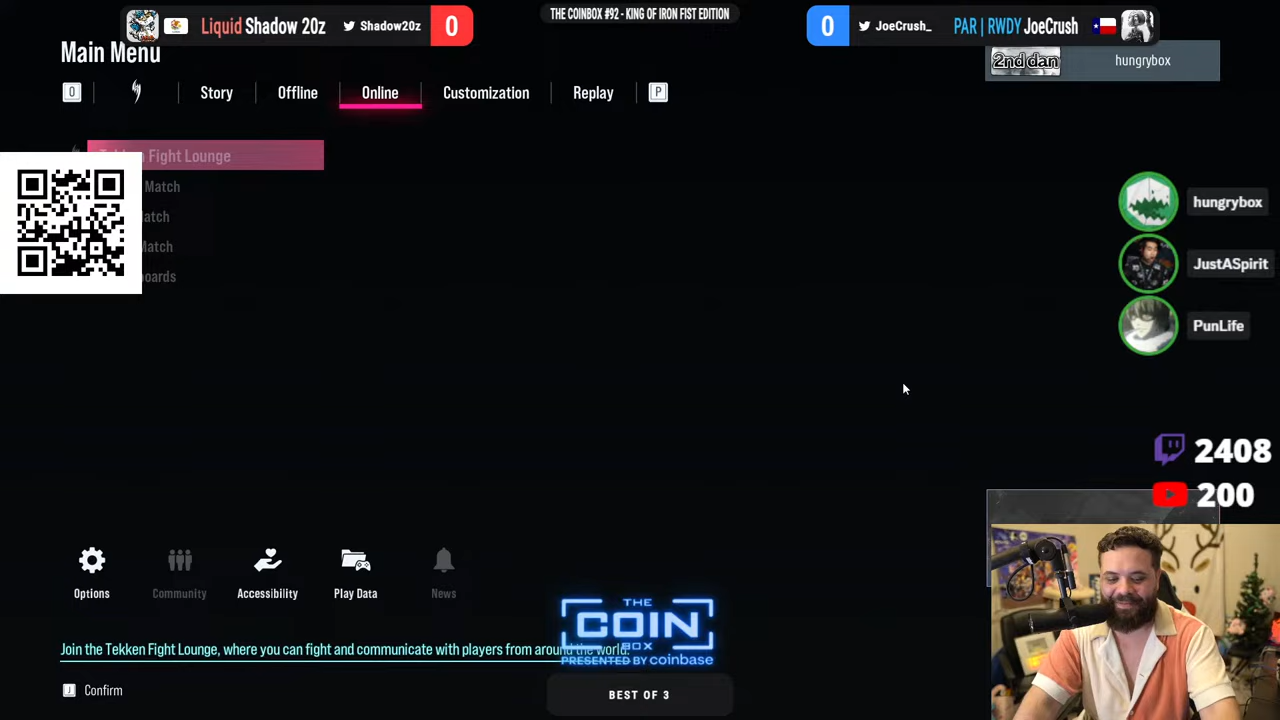 Liquid Shadow 20z
Shadow20z
0
THE COINBOX #92 - KING OF IRON FIST EDITION
0
JoeCrush_
PAR | RWDY JoeCrush
Main Menu
2nd dan
hungrybox
O
Story
Offline
Online
Customization
Replay
P
Fight Lounge
Match
Match
hungrybox
JustASpirit
PunLife
2408
200
Options
Community
Accessibility
Play Data
News
THE
COIN
BOX
PRESENTED BY coinbase
Join the Tekken Fight Lounge, where you can fight and communicate with players from around the world.
J
Confirm
BEST OF 3